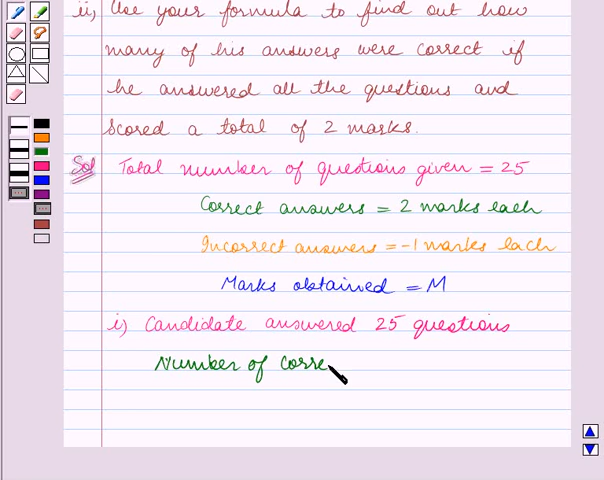 ii, Use your formula to find out how
many of his answers were correct if
he answered all the questions and
scored a total of 2 marks.
Sol Total number of questions given = 25
Correct answers = 2 marks each
Incorrect answers = -1 marks each
Marks obtained = M
i) Candidate answered 25 questions
Number of corre